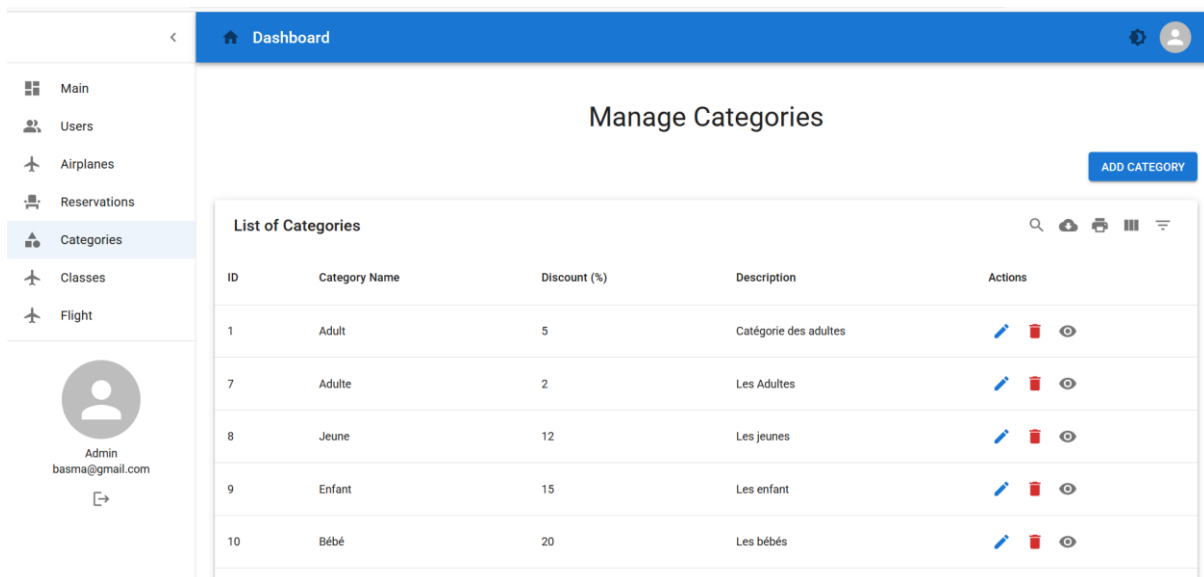 Dashboard
Main
Users
Airplanes
Reservations
Categories
Classes
Flight
Admin
basma@gmail.com
Manage Categories
ADD CATEGORY
List of Categories
ID Category Name Discount (%) Description Actions
1 Adult 5 Catégorie des adultes
7 Adulte 2 Les Adultes
8 Jeune 12 Les jeunes
9 Enfant 15 Les enfant
10 Bébé 20 Les bébés